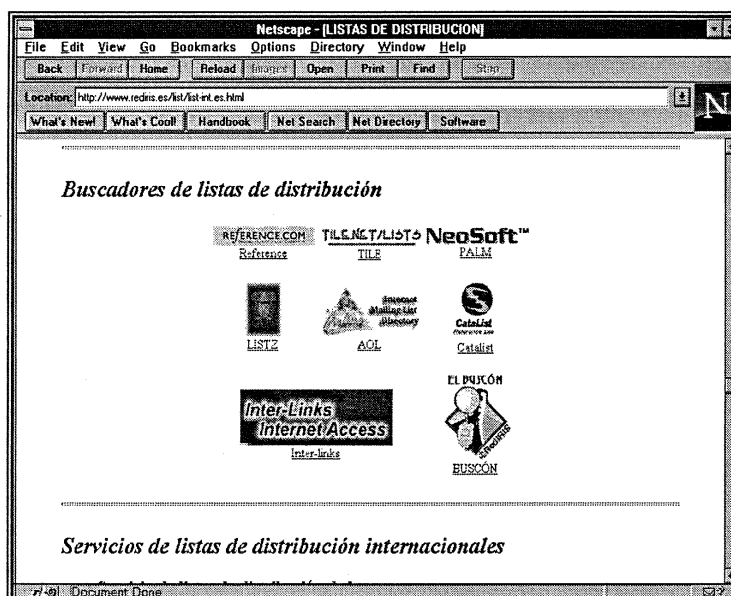 Netscape - [LISTAS DE DISTRIBUCION]
File Edit View Go Bookmarks Options Directory Window Help
Back Forward Home Reload Images Open Print Find Stop
Location: http://www.rediris.es/list/list-int.es.html
What's New! What's Cool! Handbook Net Search Net Directory Software
N
Buscadores de listas de distribución
REFERENCE.COM TILE.NET/LISTS NeoSoft™
Reference TILE PALM
Internet
Mailing List
Directory
CataList
LISTZ AOL Catalist
EL BUSCÓN
Inter-Links
Internet Access
RedIRIS
Inter-links BUSCÓN
Servicios de listas de distribución internacionales
Document Done